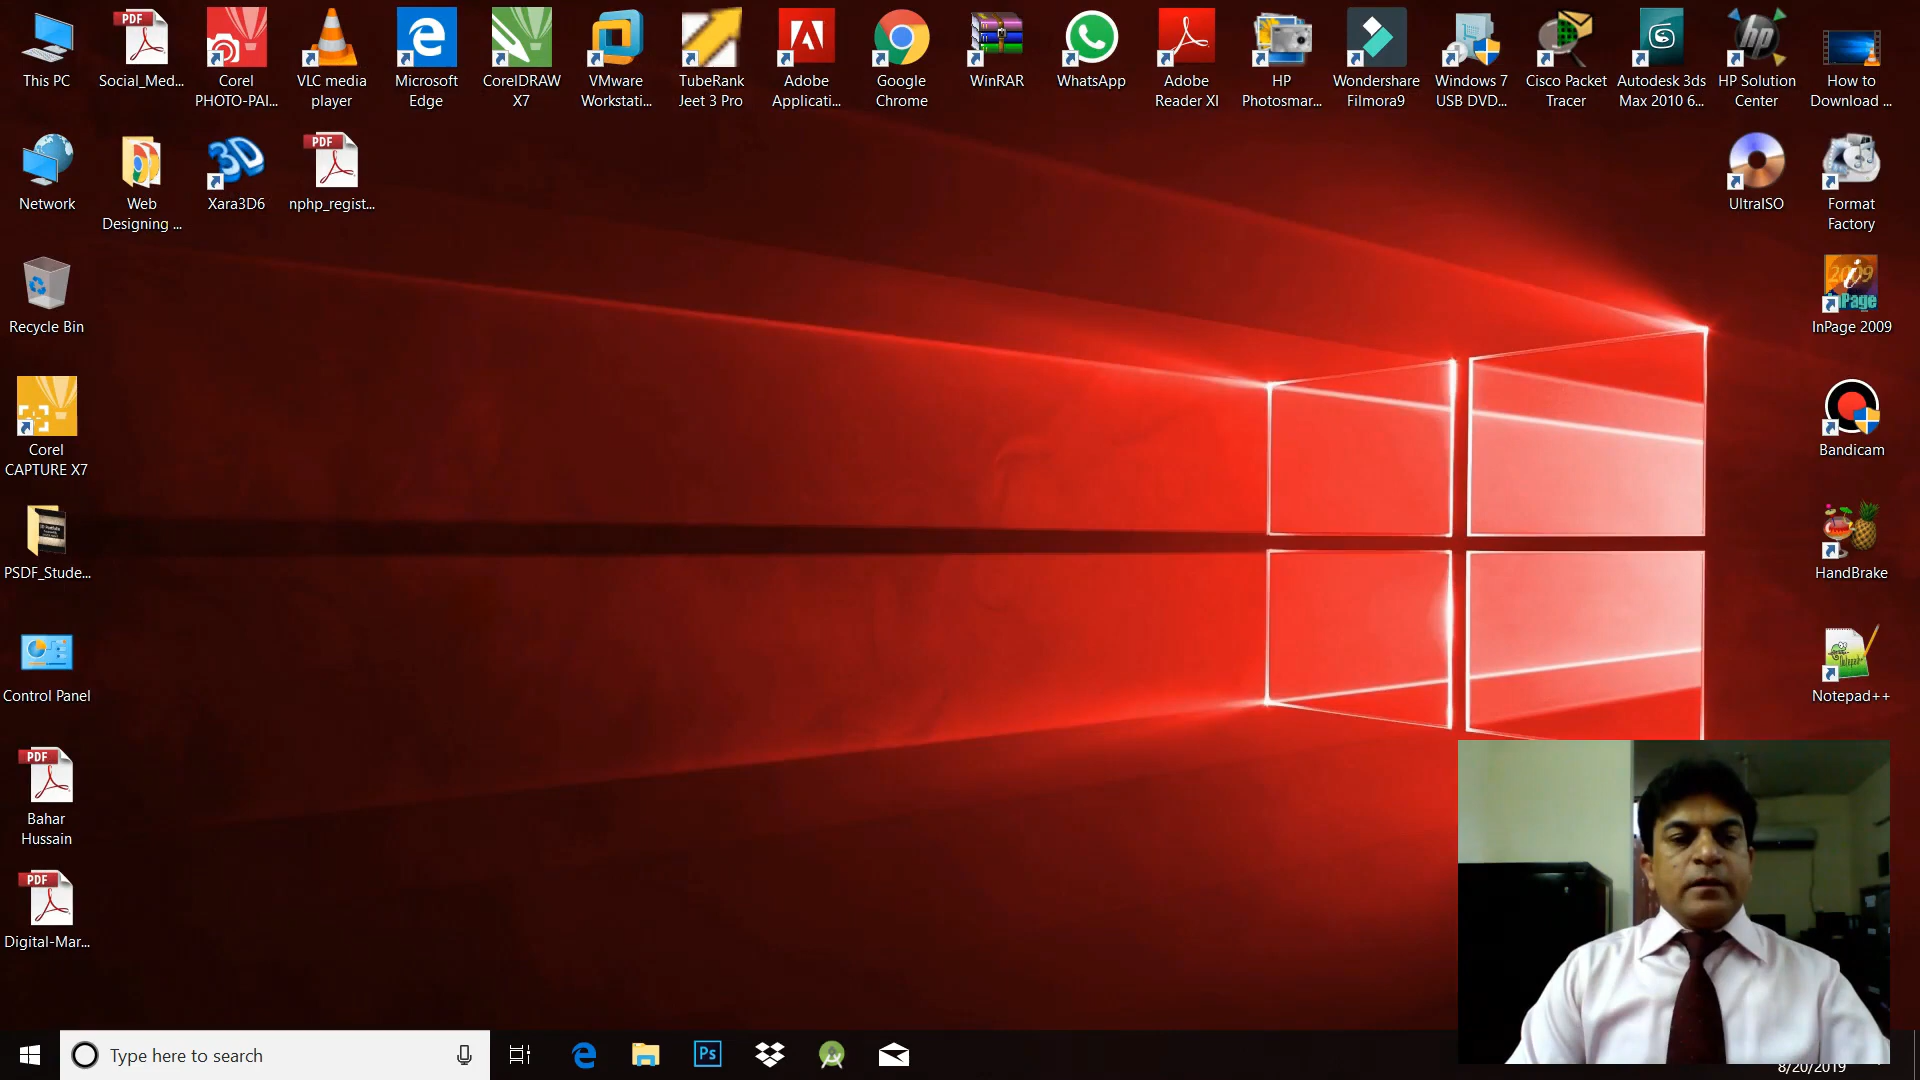 This PC
Social_Med...
Corel
PHOTO-PAI...
VLC media
player
Microsoft
Edge
CorelDRAW
X7
VMware
Workstati...
TubeRank
Jeet 3 Pro
Adobe
Applicati...
Google
Chrome
WinRAR
WhatsApp
Adobe
Reader XI
HP
Photosmar...
Wondershare
Filmora9
Windows 7
USB DVD...
Cisco Packet
Tracer
Autodesk 3ds
Max 2010 6...
HP Solution
Center
How to
Download ...
Network
Web
Designing ...
Xara3D6
nphp_regist...
UltraISO
Format
Factory
Recycle Bin
InPage 2009
Corel
CAPTURE X7
Bandicam
PSDF_Stude...
HandBrake
Control Panel
Notepad++
Bahar
Hussain
Digital-Mar...
Type here to search
Ps
8/20/2019